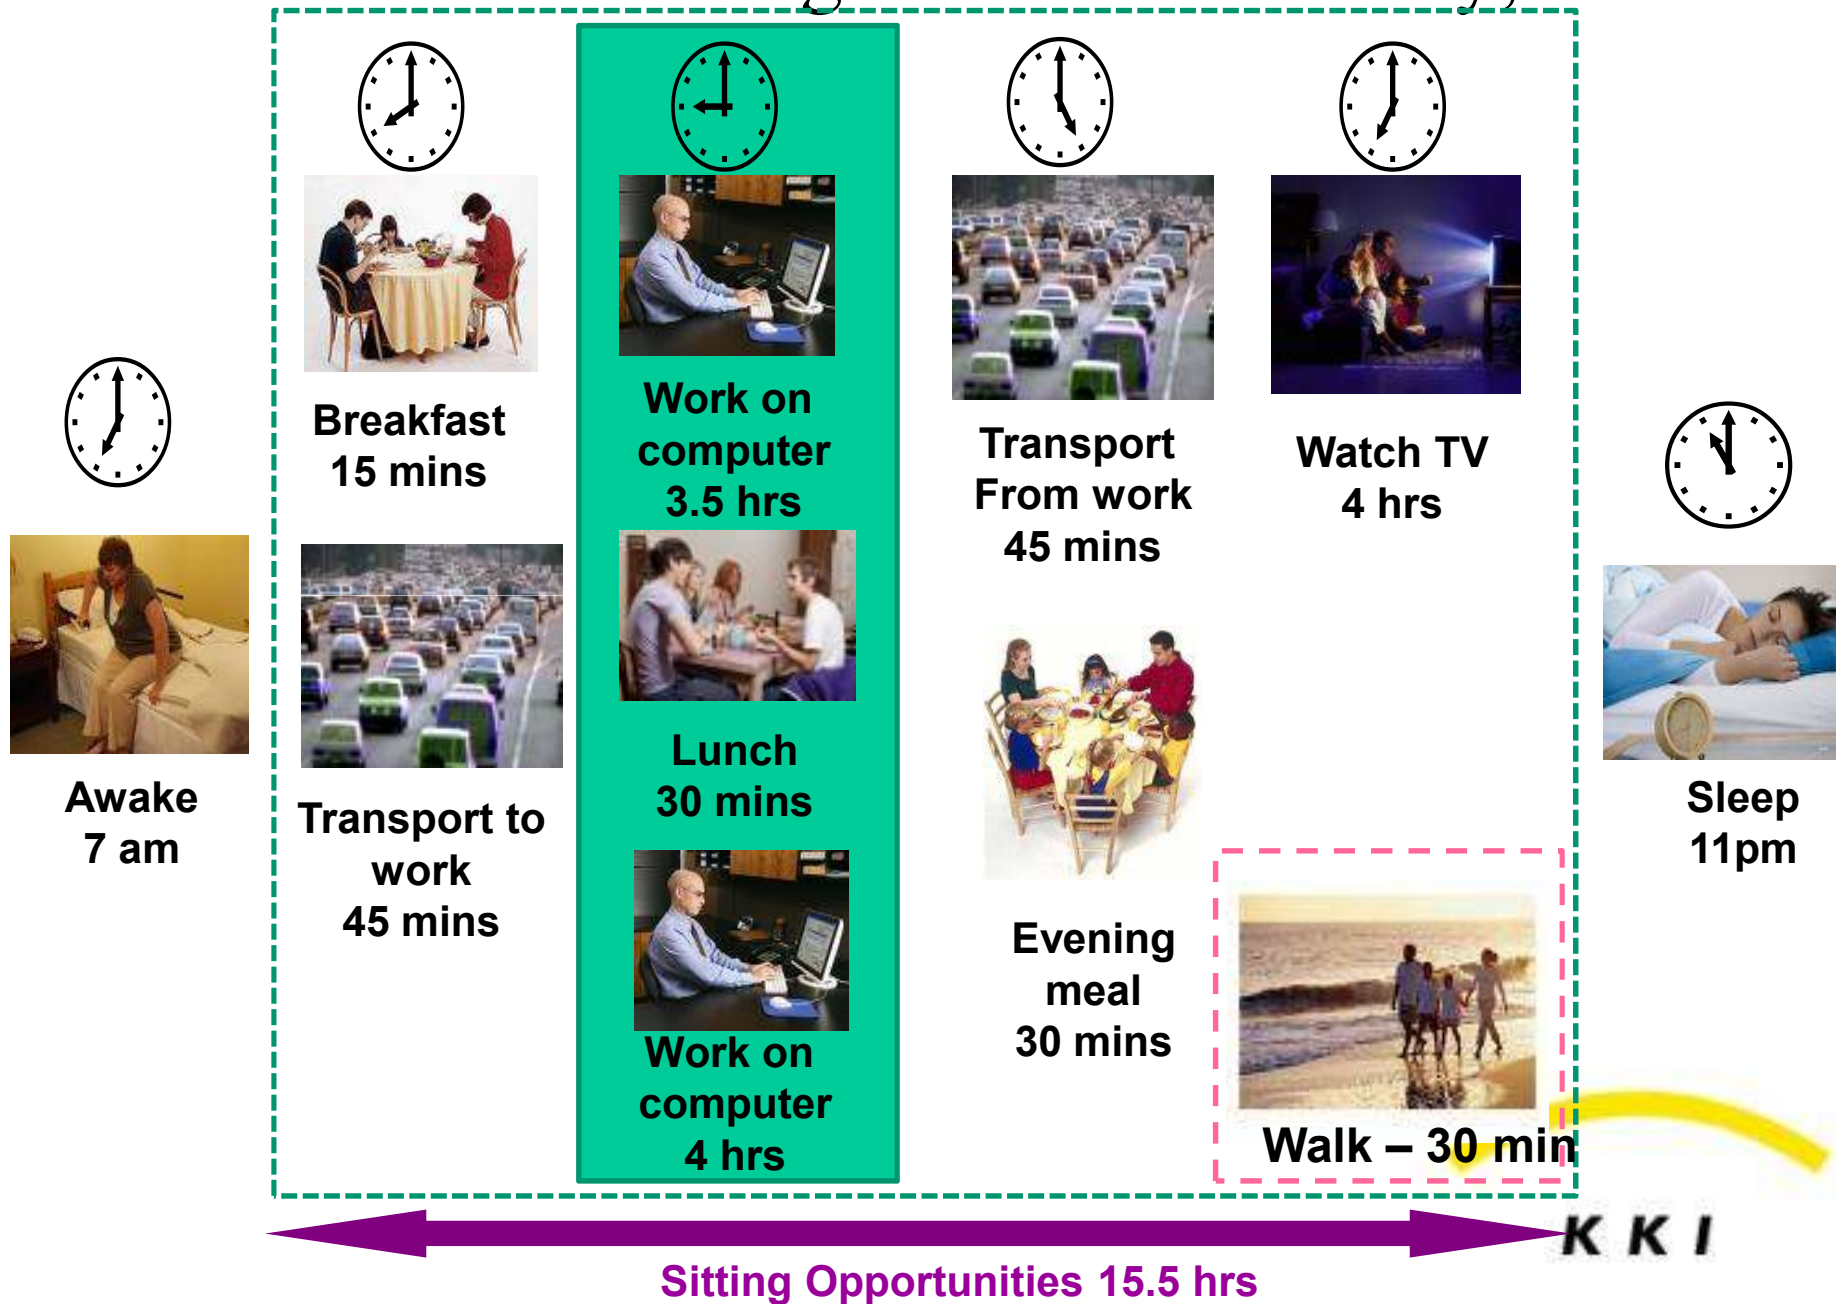 Breakfast
15 mins
Work on
computer
3.5 hrs
Transport
From work
45 mins
Watch TV
4 hrs
Awake
7 am
Transport to
work
45 mins
Lunch
30 mins
Evening
meal
30 mins
Sleep
11pm
Work on
computer
4 hrs
Walk – 30 min
Sitting Opportunities 15.5 hrs
K K I